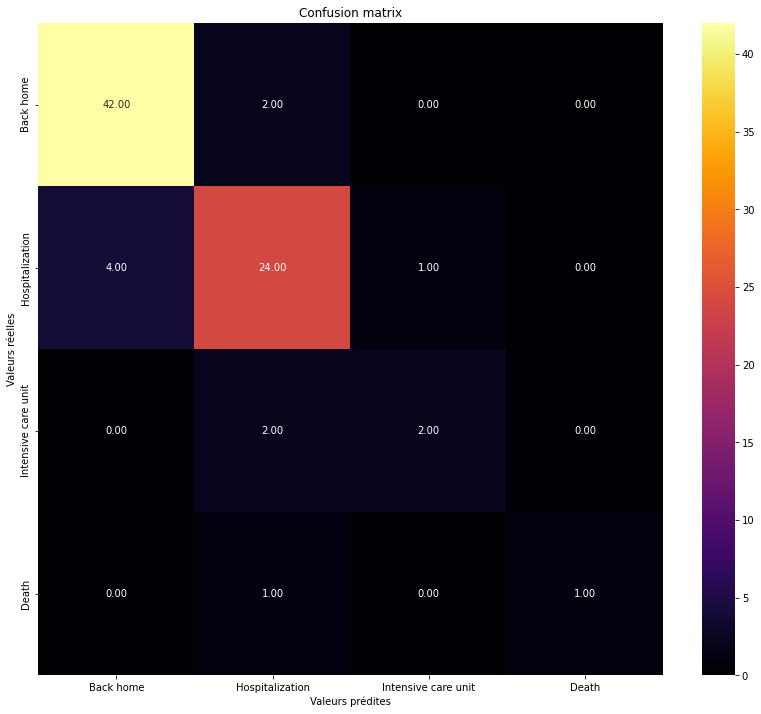 Confusion matrix
Valeurs réelles
Back home
42.00
2.00
0.00
0.00
Hospitalization
4.00
24.00
1.00
0.00
Intensive care unit
0.00
2.00
2.00
0.00
Death
0.00
1.00
0.00
1.00
Back home
Hospitalization
Intensive care unit
Death
Valeurs prédites
40
35
30
25
20
15
10
5
0